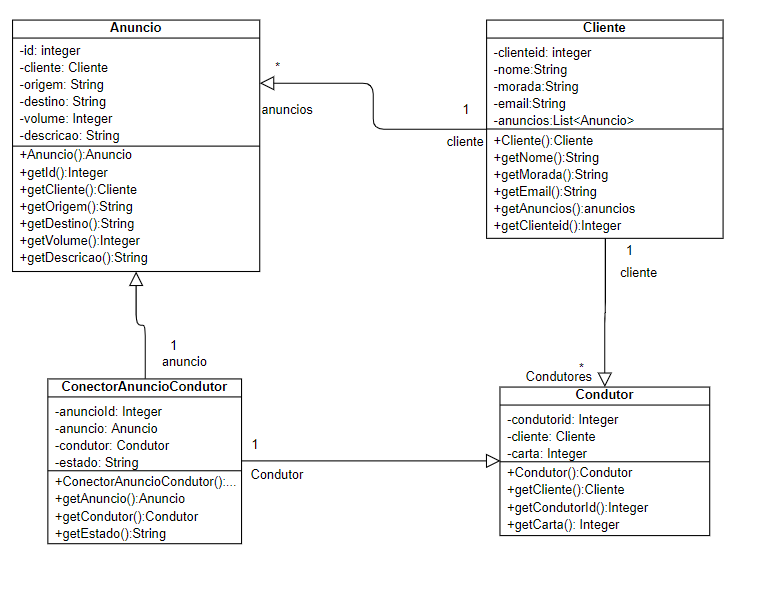 Anuncio
-id: integer
-cliente: Cliente
-origem: String
-destino: String
-volume: Integer
-descricao: String
+Anuncio():Anuncio
+getId():Integer
+getCliente():Cliente
+getOrigem():String
+getDestino():String
+getVolume():Integer
+getDescricao():String
*
anuncios
1
cliente
Cliente
-clienteid: integer
-nome:String
-morada:String
-email:String
-anuncios:List<Anuncio>
+Cliente():Cliente
+getNome():String
+getMorada():String
+getEmail():String
+getAnuncios():anuncios
+getClienteid():Integer
1
cliente
1
anuncio
*
Condutores
ConectorAnuncioCondutor
-anuncioId: Integer
-anuncio: Anuncio
-condutor: Condutor
-estado: String
+ConectorAnuncioCondutor():...
+getAnuncio():Anuncio
+getCondutor():Condutor
+getEstado():String
1
Condutor
Condutor
-condutorid: Integer
-cliente: Cliente
-carta: Integer
+Condutor():Condutor
+getCliente():Cliente
+getCondutorId():Integer
+getCarta(): Integer